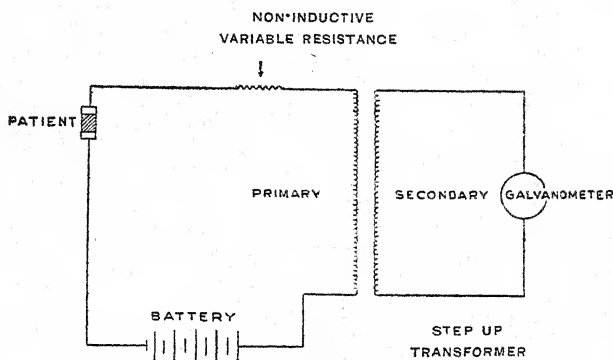 NON-INDUCTIVE
VARIABLE RESISTANCE
PATIENT
PRIMARY
SECONDARY
GALVANOMETER
BATTERY
STEP UP
TRANSFORMER